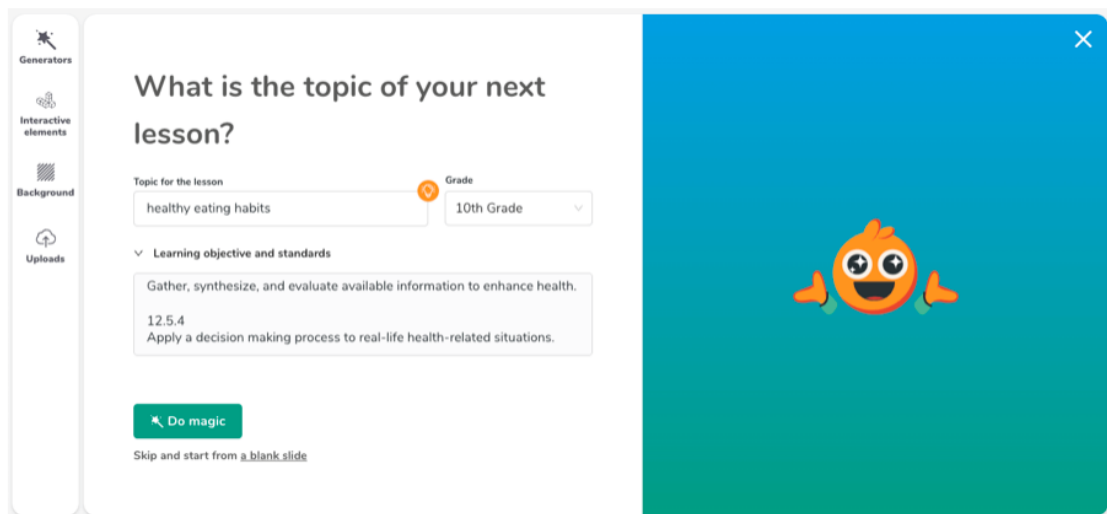 Generators
Interactive
elements
Background
Uploads
What is the topic of your next
lesson?
Topic for the lesson
Grade
healthy eating habits
10th Grade
Learning objective and standards
Gather, synthesize, and evaluate available information to enhance health.
12.5.4
Apply a decision making process to real-life health-related situations.
Do magic
Skip and start from a blank slide